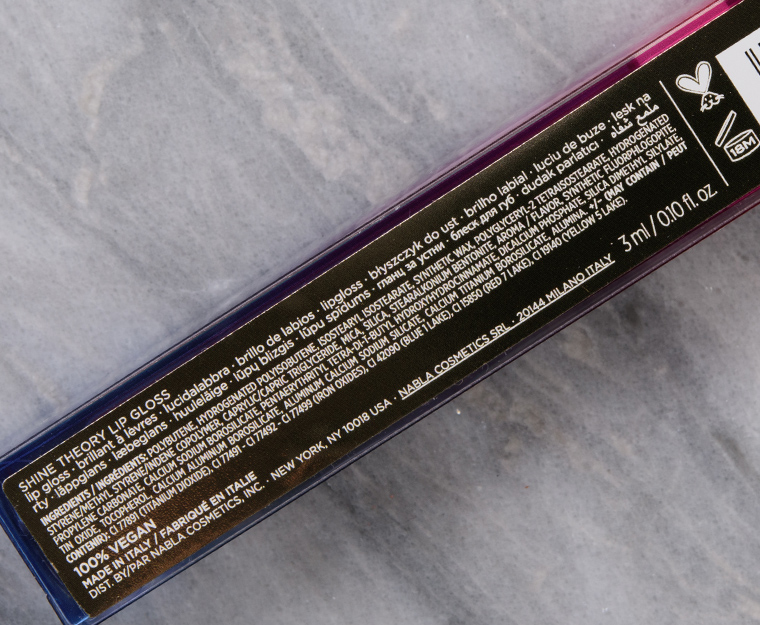 SHINE THEORY LIP GLOSS
lip gloss · brillant à lèvres · lucidalabbra · brillo de labios · lipgloss · błyszczyk do ust · brilho labial · luciu de buze · lesk na
rty · läppglans · læbeglans · huuleläige · lūpų blizgis · lūpu spīdums · гланц за устни · блеск для губ · dudak parlatıcı · ملمع شفاه
INGREDIENTS / INGRÉDIENTS: POLYBUTENE, HYDROGENATED POLYISOBUTENE, ISOSTEARYL ISOSTEARATE, SYNTHETIC WAX, POLYGLYCERYL-2 TETRAISOSTEARATE, HYDROGENATED
STYRENE/METHYL STYRENE/INDENE COPOLYMER, CAPRYLIC/CAPRIC TRIGLYCERIDE, MICA, SILICA, STEARALKONIUM BENTONITE, AROMA / FLAVOR, SYNTHETIC FLUORPHLOGOPITE,
PROPYLENE CARBONATE, CALCIUM SODIUM BOROSILICATE, PENTAERYTHRITYL TETRA-DI-T-BUTYL HYDROXYHYDROCINNAMATE, DICALCIUM PHOSPHATE, SILICA DIMETHYL SILYLATE,
TIN OXIDE, TOCOPHEROL, CALCIUM ALUMINUM BOROSILICATE, ALUMINUM CALCIUM SODIUM SILICATE, CALCIUM TITANIUM BOROSILICATE, ALUMINA. +/- (MAY CONTAIN / PEUT
CONTENIR): CI 77891 (TITANIUM DIOXIDE), CI 77491 - CI 77492 - CI 77499 (IRON OXIDES), CI 42090 (BLUE 1 LAKE), CI 15850 (RED 7 LAKE), CI 19140 (YELLOW 5 LAKE).
100% VEGAN
MADE IN ITALY / FABRIQUÉ EN ITALIE
DIST. BY/PAR NABLA COSMETICS, INC. · NEW YORK, NY 10018 USA · NABLA COSMETICS SRL · 20144 MILANO ITALY
3 ml / 0.10 fl.oz
18M